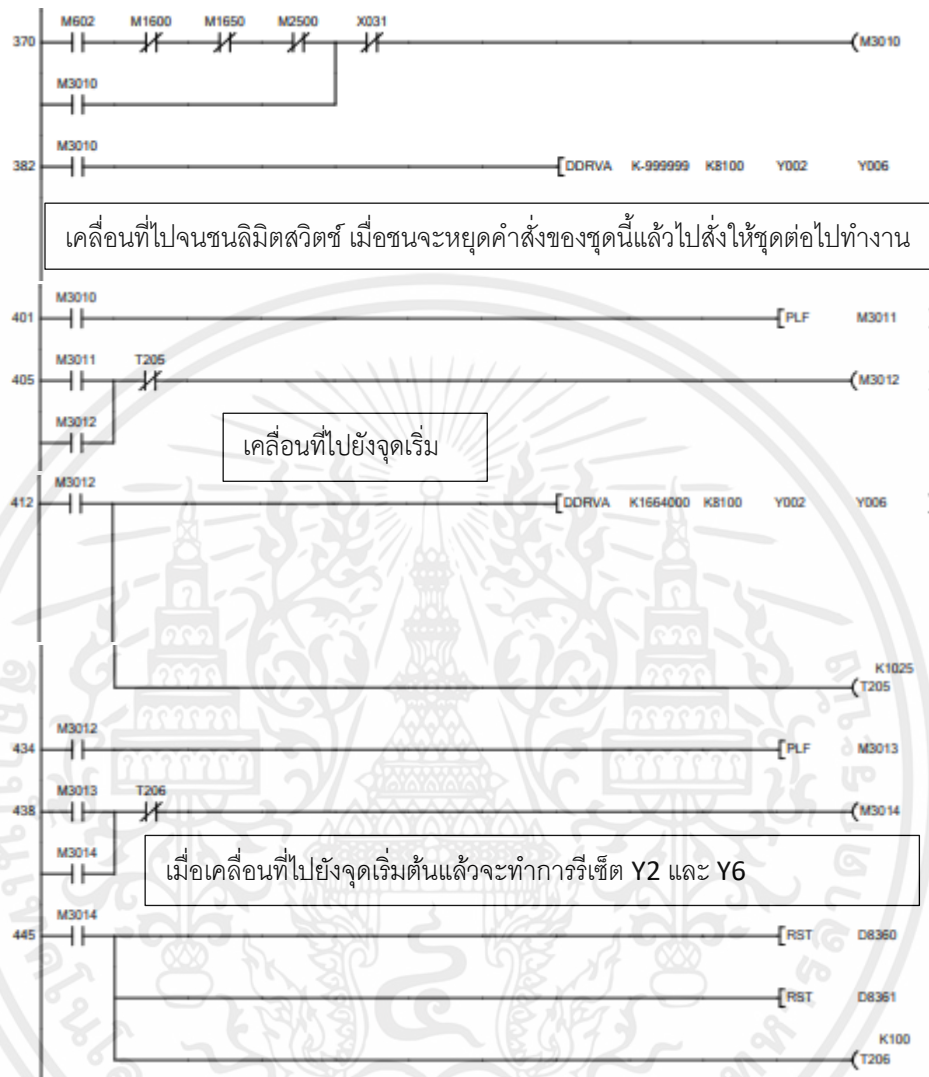 M602 M1600 M1650 M2500 X031
370 (M3010
M3010
M3010
382 [DDRVA K-999999 K8100 Y002 Y006
เคลื่อนที่ไปจนชนลิมิตสวิตช์ เมื่อชนจะหยุดคำสั่งของชุดนี้แล้วไปสั่งให้ชุดต่อไปทำงาน
M3010
401 [PLF M3011
M3011 T205
405 (M3012
M3012
เคลื่อนที่ไปยังจุดเริ่ม
M3012
412 [DDRVA K1664000 K8100 Y002 Y006
K1025
(T205
M3012
434 [PLF M3013
M3013 T206
438 (M3014
M3014
เมื่อเคลื่อนที่ไปยังจุดเริ่มต้นแล้วจะทำการรีเซ็ต Y2 และ Y6
M3014
445 [RST D8360
[RST D8361
K100
(T206